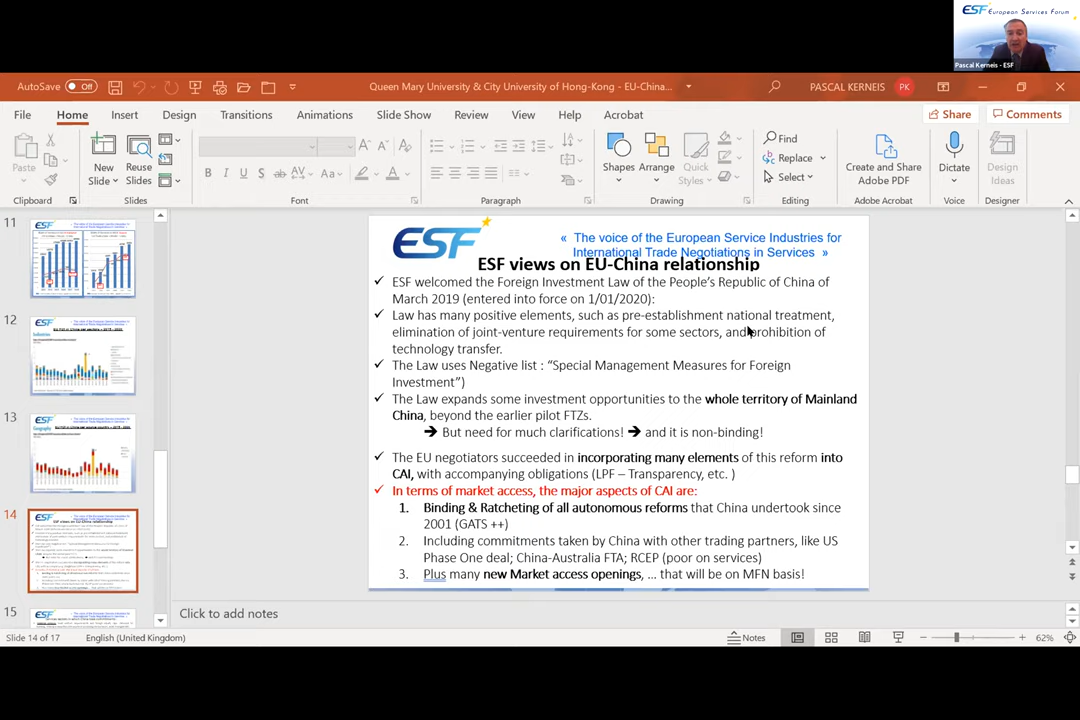 ESF European Services Forum
Pascal Kerneis - ESF
AutoSave Off
Queen Mary University & City University of Hong-Kong - EU-China...
PASCAL KERNEIS PK
File Home Insert Design Transitions Animations Slide Show Review View Help Acrobat
Share Comments
Paste
New Slide
Reuse Slides
Shapes Arrange Quick Styles
Find
Replace
Select
Create and Share Adobe PDF
Dictate
Design Ideas
Clipboard Slides Font Paragraph Drawing Editing Adobe Acrobat Voice Designer
11
12
13
14
15
ESF
« The voice of the European Service Industries for
International Trade Negotiations in Services »
ESF views on EU-China relationship
✓ ESF welcomed the Foreign Investment Law of the People's Republic of China of
March 2019 (entered into force on 1/01/2020):
✓ Law has many positive elements, such as pre-establishment national treatment,
elimination of joint-venture requirements for some sectors, and prohibition of
technology transfer.
✓ The Law uses Negative list : "Special Management Measures for Foreign
Investment")
✓ The Law expands some investment opportunities to the whole territory of Mainland
China, beyond the earlier pilot FTZs.
➔ But need for much clarifications! ➔ and it is non-binding!
✓ The EU negotiators succeeded in incorporating many elements of this reform into
CAI, with accompanying obligations (LPF – Transparency, etc. )
✓ In terms of market access, the major aspects of CAI are:
1. Binding & Ratcheting of all autonomous reforms that China undertook since
2001 (GATS ++)
2. Including commitments taken by China with other trading partners, like US
Phase One deal; China-Australia FTA; RCEP (poor on services)
3. Plus many new Market access openings, ... that will be on MFN basis!
Click to add notes
Slide 14 of 17 English (United Kingdom) Notes 62%